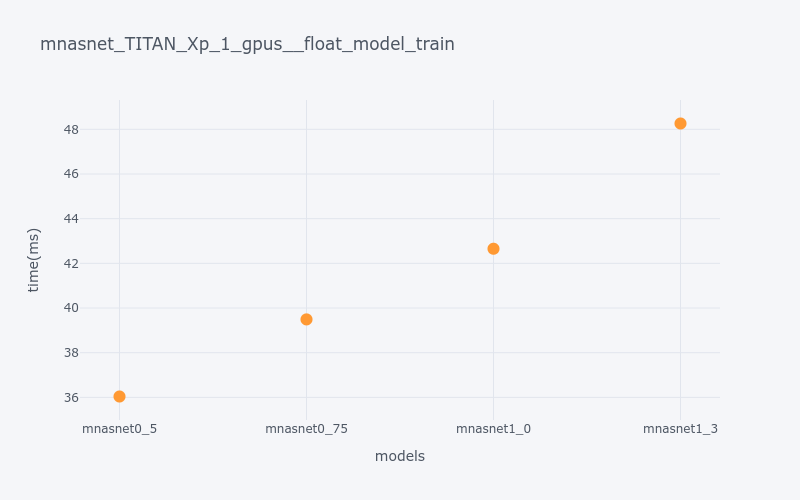 mnasnet_TITAN_Xp_1_gpus__float_model_train
48
46
44
42
40
38
36
time(ms)
mnasnet0_5
mnasnet0_75
mnasnet1_0
mnasnet1_3
models